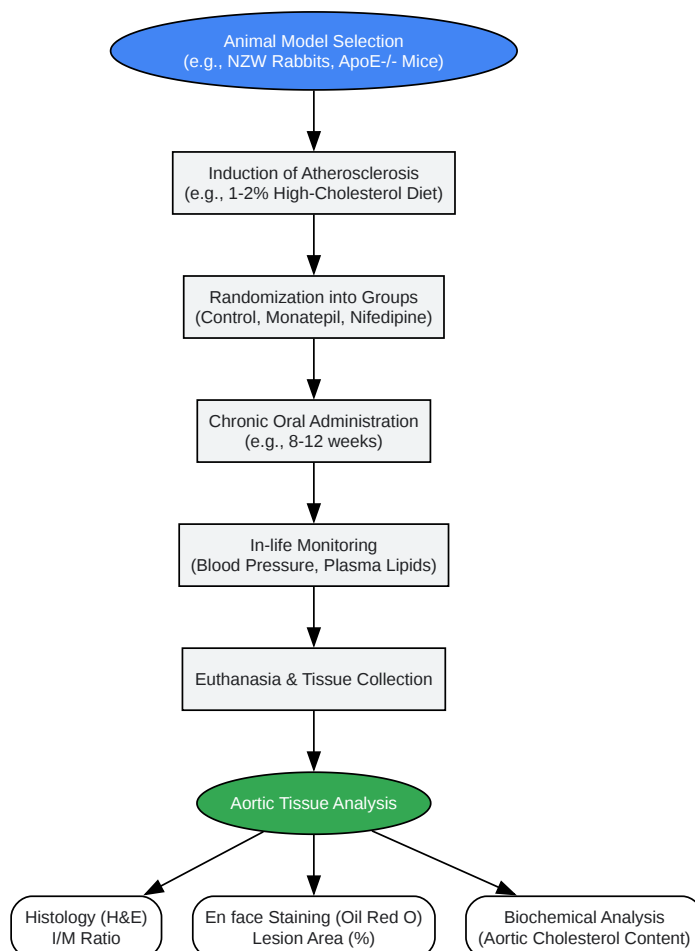 Animal Model Selection
(e.g., NZW Rabbits, ApoE-/- Mice)
Induction of Atherosclerosis
(e.g., 1-2% High-Cholesterol Diet)
Randomization into Groups
(Control, Monatepil, Nifedipine)
Chronic Oral Administration
(e.g., 8-12 weeks)
In-life Monitoring
(Blood Pressure, Plasma Lipids)
Euthanasia & Tissue Collection
Aortic Tissue Analysis
Histology (H&E)
I/M Ratio
En face Staining (Oil Red O)
Lesion Area (%)
Biochemical Analysis
(Aortic Cholesterol Content)